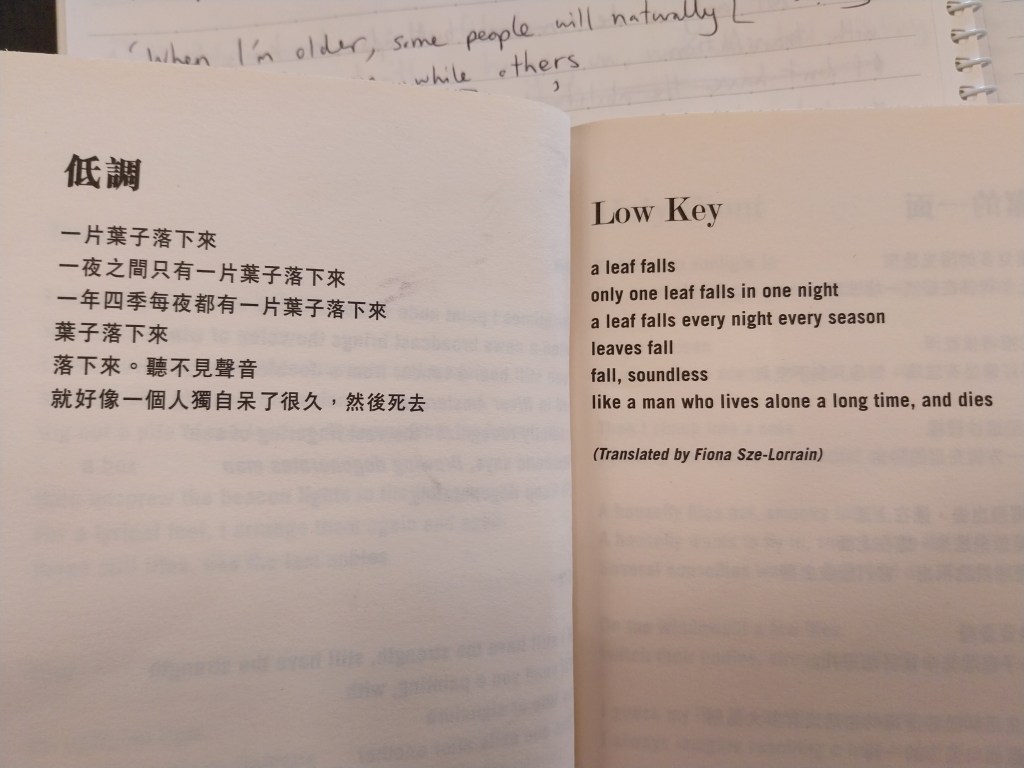 'When I'm older, some people will naturally
while others,
低調
一片葉子落下來
一夜之間只有一片葉子落下來
一年四季每夜都有一片葉子落下來
葉子落下來
落下來。聽不見聲音
就好像一個人獨自呆了很久，然後死去
Low Key
a leaf falls
only one leaf falls in one night
a leaf falls every night every season
leaves fall
fall, soundless
like a man who lives alone a long time, and dies
(Translated by Fiona Sze-Lorrain)